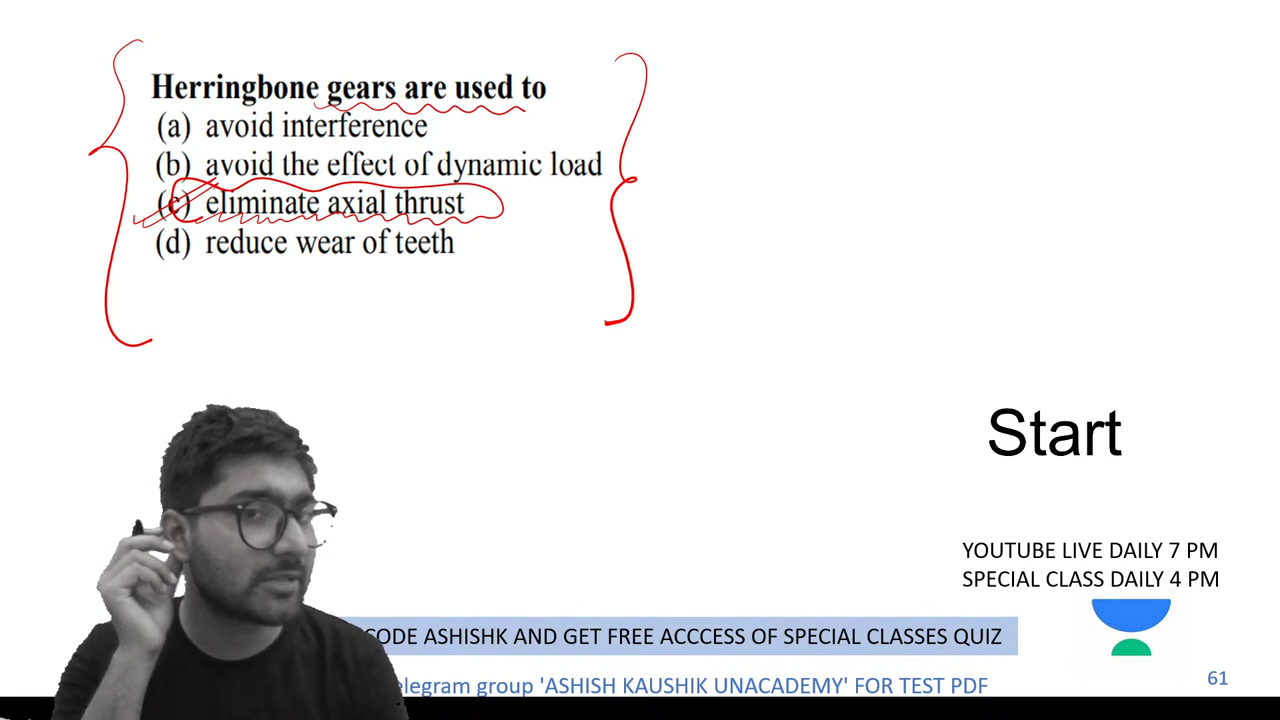 Herringbone gears are used to
(a) avoid interference
(b) avoid the effect of dynamic load
(c) eliminate axial thrust
(d) reduce wear of teeth
Start
YOUTUBE LIVE DAILY 7 PM
SPECIAL CLASS DAILY 4 PM
CODE ASHISHK AND GET FREE ACCCESS OF SPECIAL CLASSES QUIZ
elegram group 'ASHISH KAUSHIK UNACADEMY' FOR TEST PDF
61